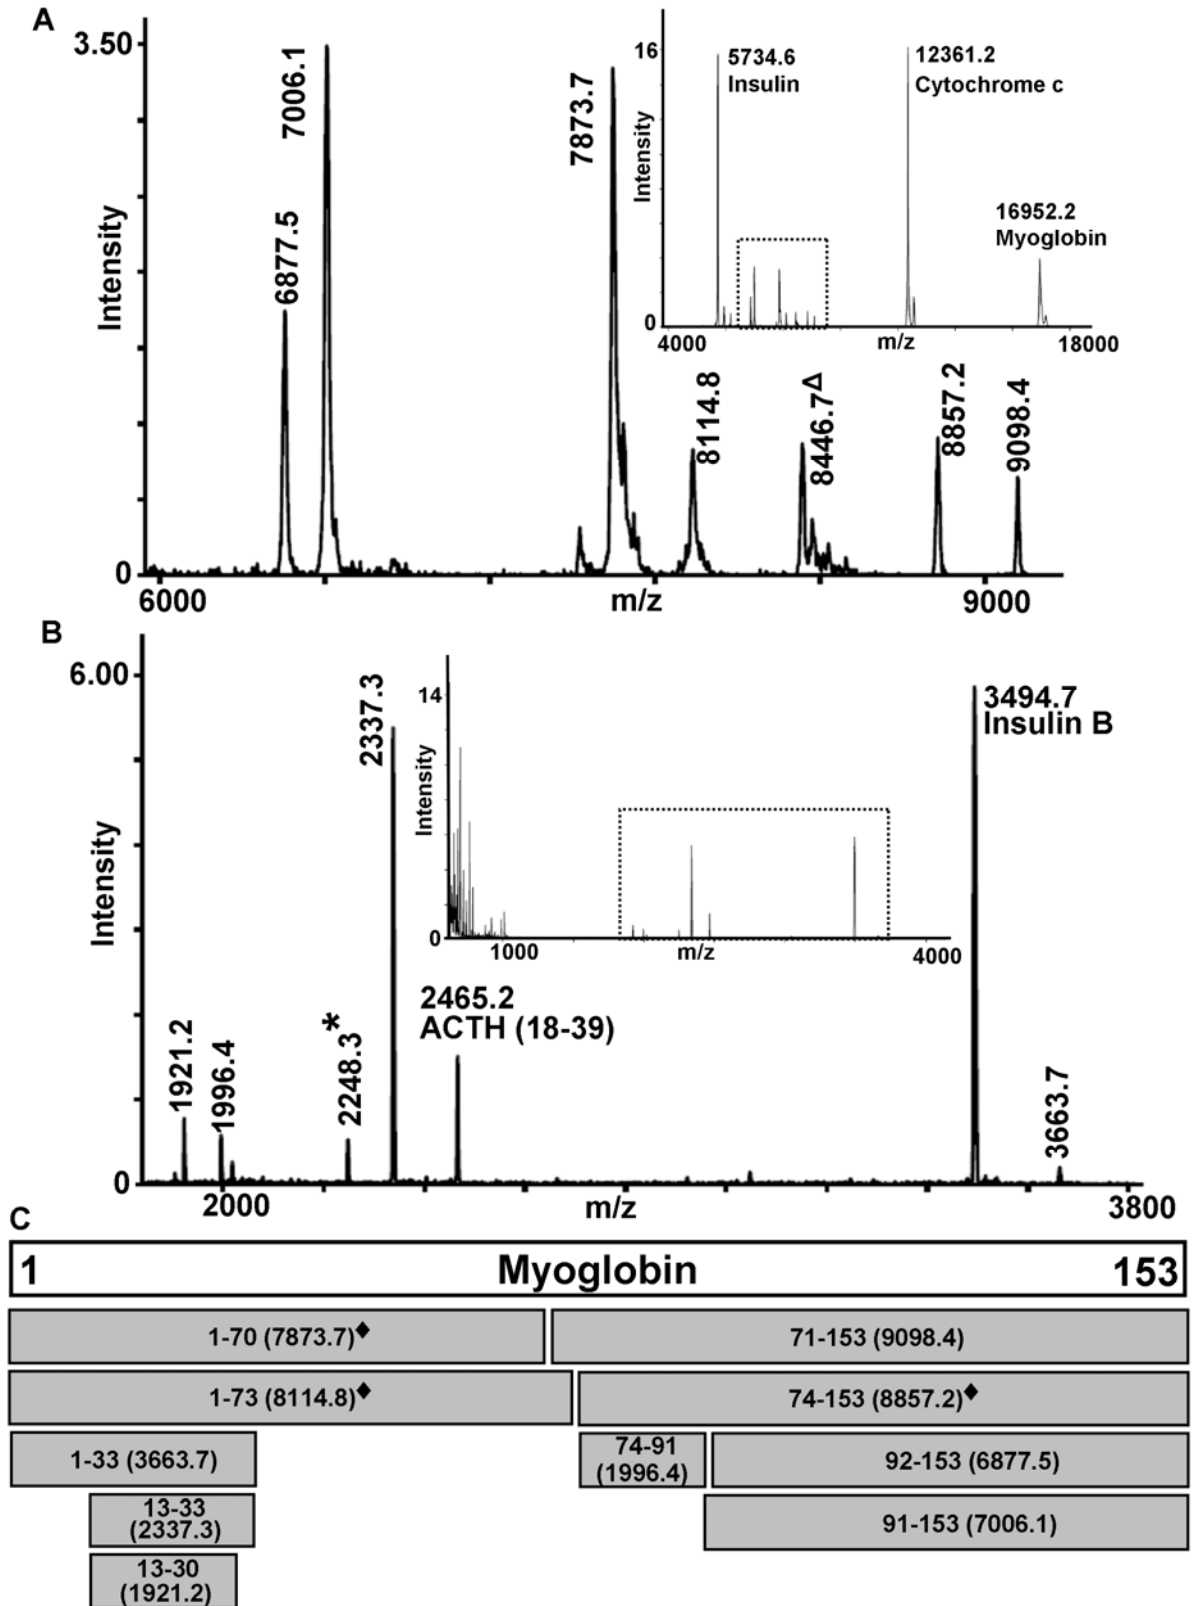 A
3.50
Intensity
0
6877.5
7006.1
7873.7
8114.8
8446.7Δ
8857.2
9098.4
6000
m/z
9000
16
Intensity
0
5734.6
Insulin
12361.2
Cytochrome c
16952.2
Myoglobin
4000
m/z
18000
B
6.00
Intensity
0
1921.2
1996.4
*
2248.3
2337.3
2465.2
ACTH (18-39)
3494.7
Insulin B
3663.7
2000
m/z
3800
14
Intensity
0
1000
m/z
4000
C
1 Myoglobin 153
1-70 (7873.7)♦ 71-153 (9098.4)
1-73 (8114.8)♦ 74-153 (8857.2)♦
1-33 (3663.7)
74-91
(1996.4)
92-153 (6877.5)
13-33
(2337.3)
91-153 (7006.1)
13-30
(1921.2)